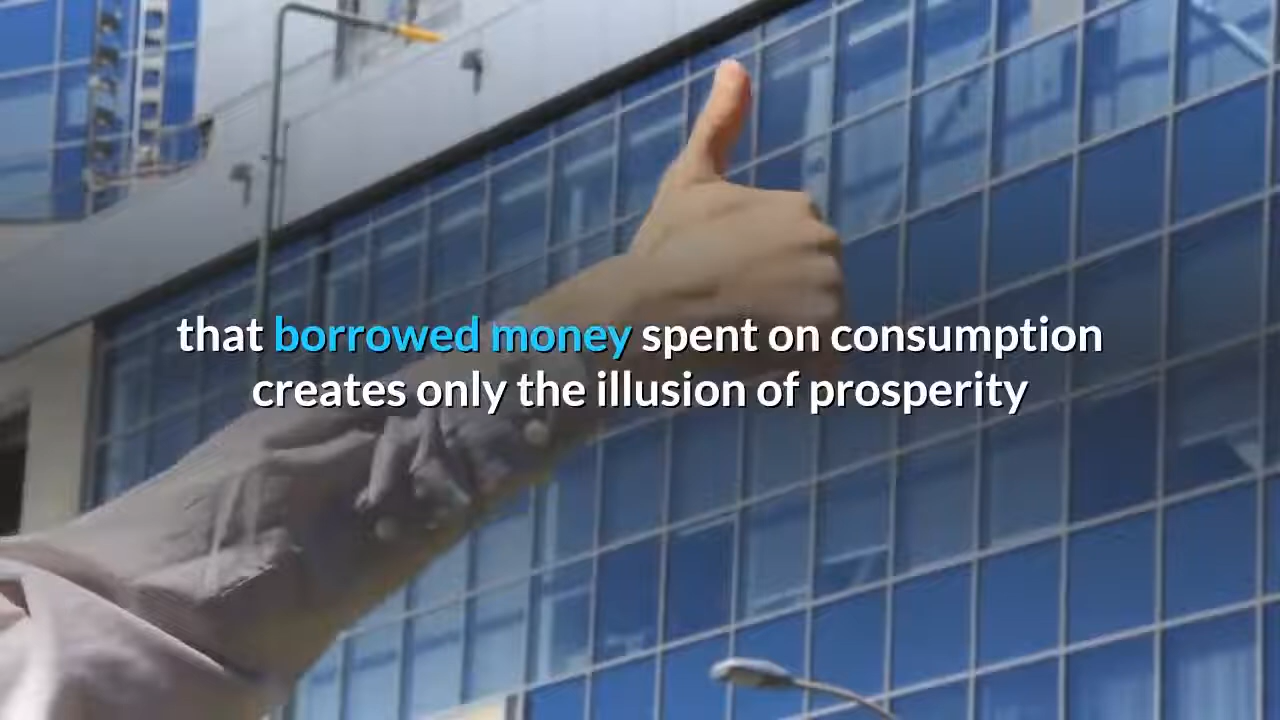 that borrowed money spent on consumption
creates only the illusion of prosperity